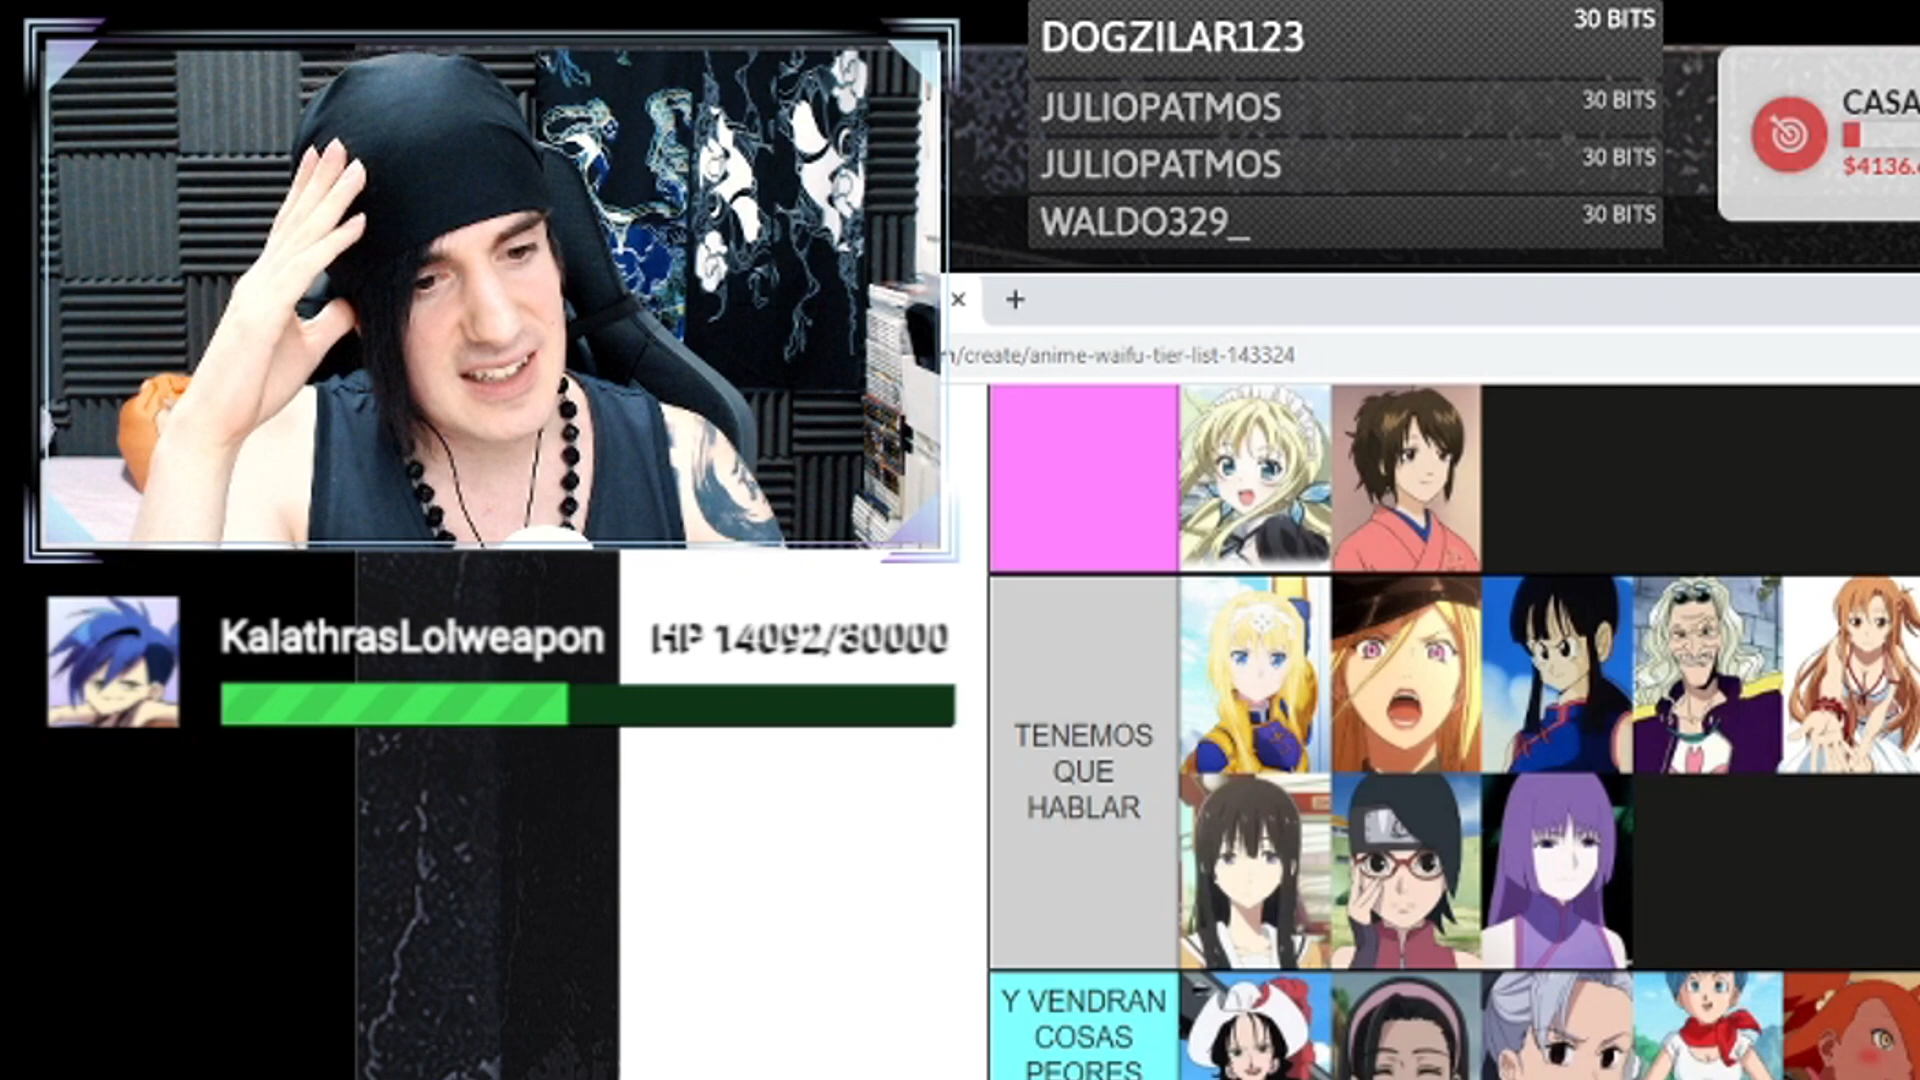 DOGZILAR123 30 BITS
JULIOPATMOS 30 BITS
JULIOPATMOS 30 BITS
WALDO329_ 30 BITS
CASA
$4136.
/create/anime-waifu-tier-list-143324
KalathrasLolweapon HP 14092/30000
TENEMOS
QUE
HABLAR
Y VENDRAN
COSAS
PEORES